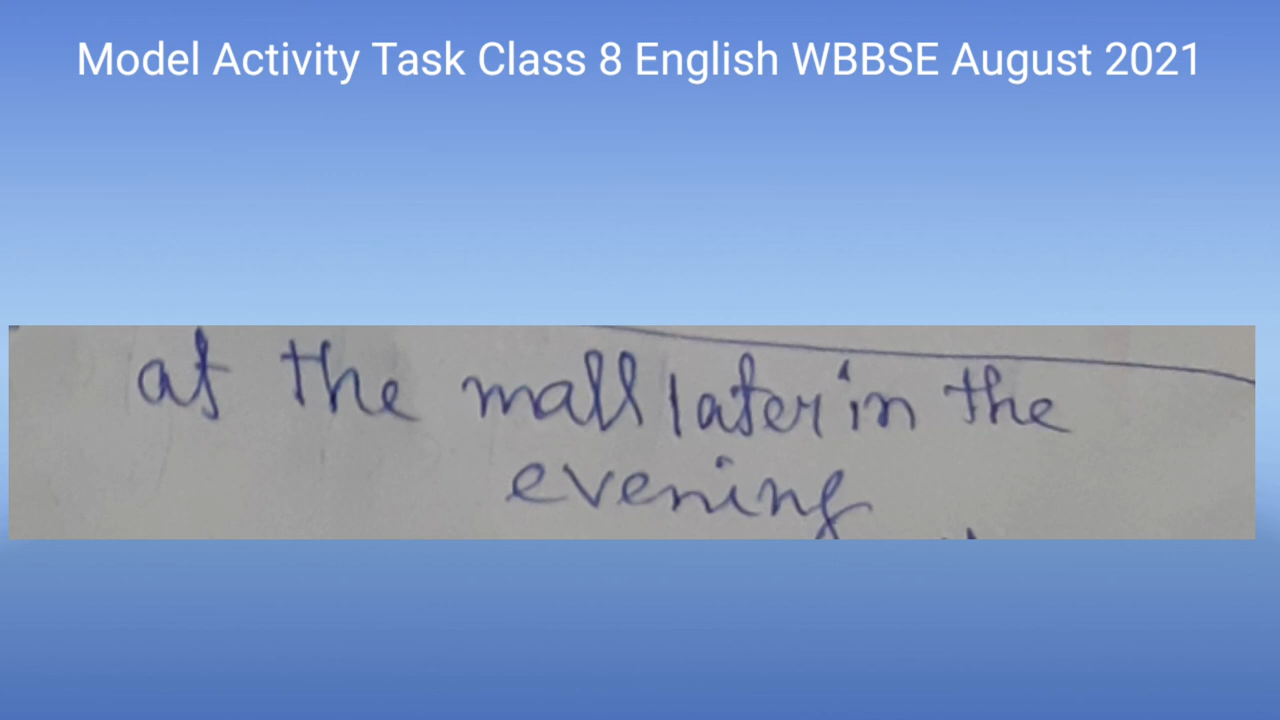 Model Activity Task Class 8 English WBBSE August 2021
at the mall later in the
evening